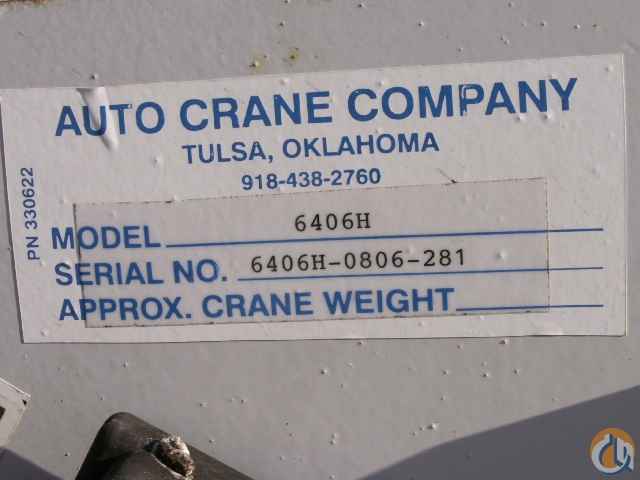 AUTO CRANE COMPANY
TULSA, OKLAHOMA
918-438-2760
PN 330622
MODEL 6406H
SERIAL NO. 6406H-0806-281
APPROX. CRANE WEIGHT